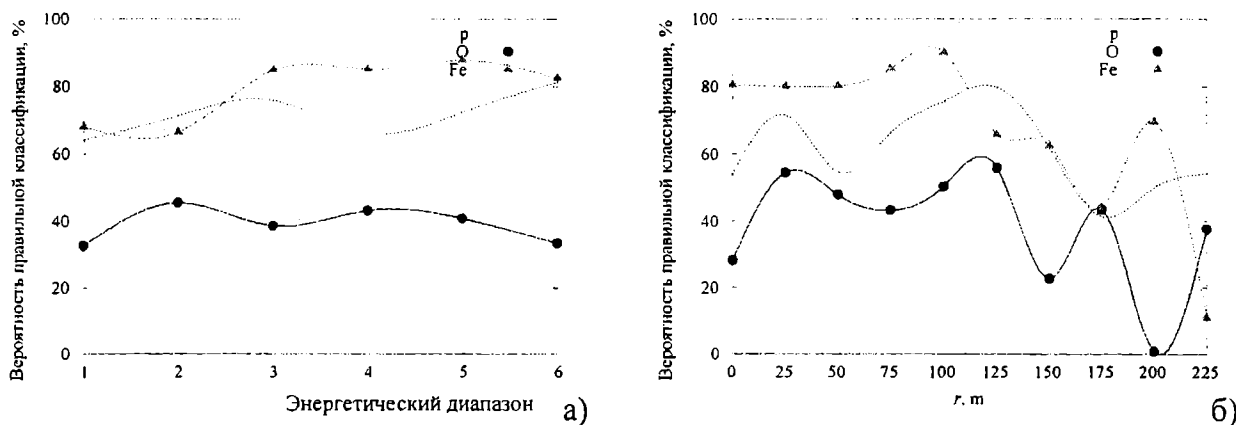 Вероятность правильной классификации, %
100
80
60
40
20
0
p
O
Fe
1 2 3 4 5 6
Энергетический диапазон
а)
Вероятность правильной классификации, %
100
80
60
40
20
0
p
O
Fe
0 25 50 75 100 125 150 175 200 225
r, m
б)